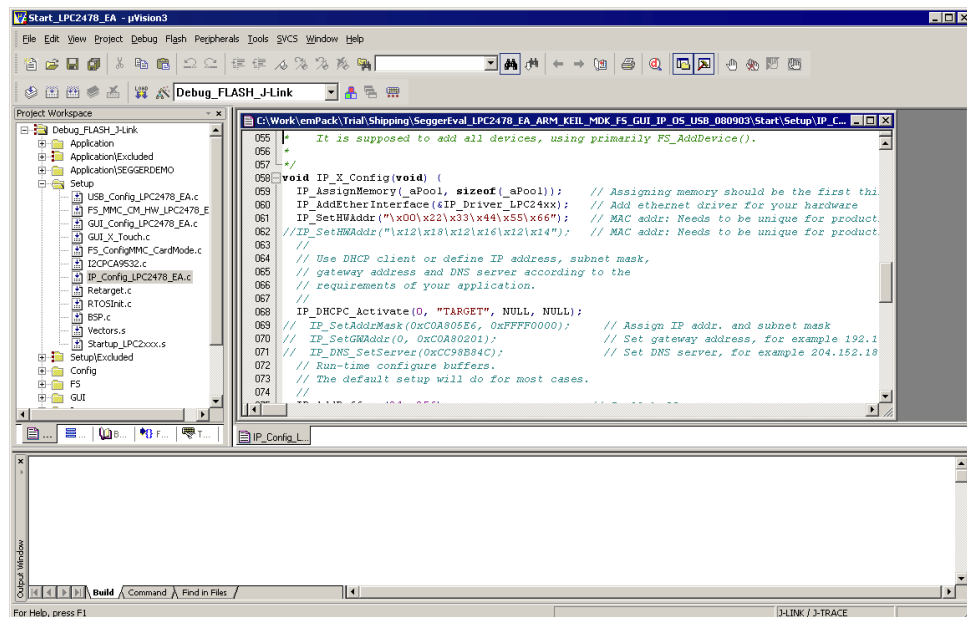 Start_LPC2478_EA - µVision3
File Edit View Project Debug Flash Peripherals Tools SVCS Window Help
Debug_FLASH_J-Link
Project Workspace
Debug_FLASH_J-Link
Application
Application\Excluded
Application\SEGGERDEMO
Setup
USB_Config_LPC2478_EA.c
FS_MMC_CM_HW_LPC2478_E
GUI_Config_LPC2478_EA.c
GUI_X_Touch.c
FS_ConfigMMC_CardMode.c
I2CPCA9532.c
IP_Config_LPC2478_EA.c
Retarget.c
RTOSInit.c
BSP.c
Vectors.s
Startup_LPC2xxx.s
Setup\Excluded
Config
FS
GUI
... ... B... F... T...
C:\Work\emPack\Trial\Shipping\SeggerEval_LPC2478_EA_ARM_KEIL_MDK_FS_GUI_IP_OS_USB_080903\Start\Setup\IP_C...
055 * It is supposed to add all devices, using primarily FS_AddDevice().
056 *
057 */
058 void IP_X_Config(void) {
059 IP_AssignMemory(_aPool, sizeof(_aPool)); // Assigning memory should be the first thi
060 IP_AddEtherInterface(&IP_Driver_LPC24xx); // Add ethernet driver for your hardware
061 IP_SetHWAddr("\x00\x22\x33\x44\x55\x66"); // MAC addr: Needs to be unique for product
062 //IP_SetHWAddr("\x12\x18\x12\x16\x12\x14"); // MAC addr: Needs to be unique for product
063 //
064 // Use DHCP client or define IP address, subnet mask,
065 // gateway address and DNS server according to the
066 // requirements of your application.
067 //
068 IP_DHCPC_Activate(0, "TARGET", NULL, NULL);
069 // IP_SetAddrMask(0xC0A805E6, 0xFFFF0000); // Assign IP addr. and subnet mask
070 // IP_SetGWAddr(0, 0xC0A80201); // Set gateway address, for example 192.1
071 // IP_DNS_SetServer(0xCC98B84C); // Set DNS server, for example 204.152.18
072 // Run-time configure buffers.
073 // The default setup will do for most cases.
074 //
IP_Config_L...
Output Window
Build Command Find in Files
For Help, press F1
J-LINK / J-TRACE